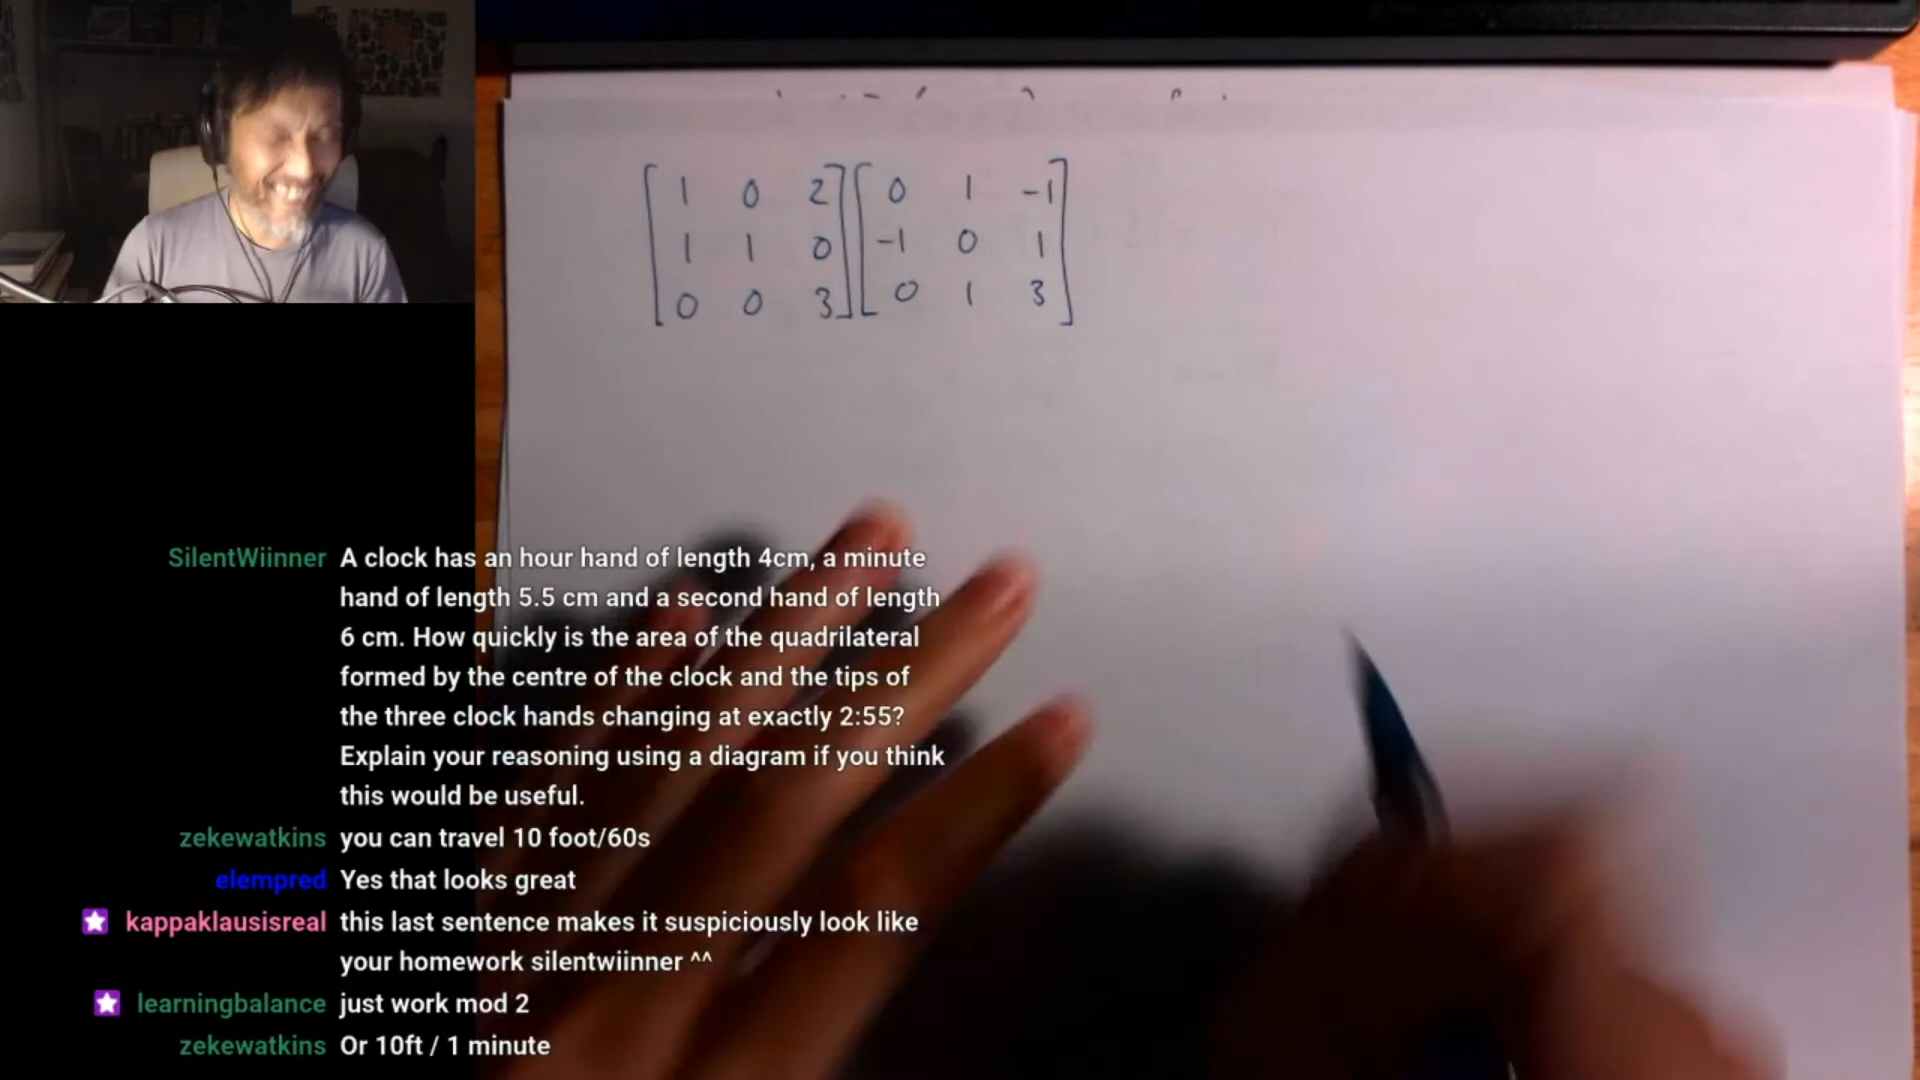 [ 1 0 2 ] [ 0 1 -1 ]
[ 1 1 0 ] [ -1 0 1 ]
[ 0 0 3 ] [ 0 1 3 ]
SilentWiinner A clock has an hour hand of length 4cm, a minute
hand of length 5.5 cm and a second hand of length
6 cm. How quickly is the area of the quadrilateral
formed by the centre of the clock and the tips of
the three clock hands changing at exactly 2:55?
Explain your reasoning using a diagram if you think
this would be useful.
zekewatkins you can travel 10 foot/60s
elempred Yes that looks great
kappaklausisreal this last sentence makes it suspiciously look like
your homework silentwiinner ^^
learningbalance just work mod 2
zekewatkins Or 10ft / 1 minute